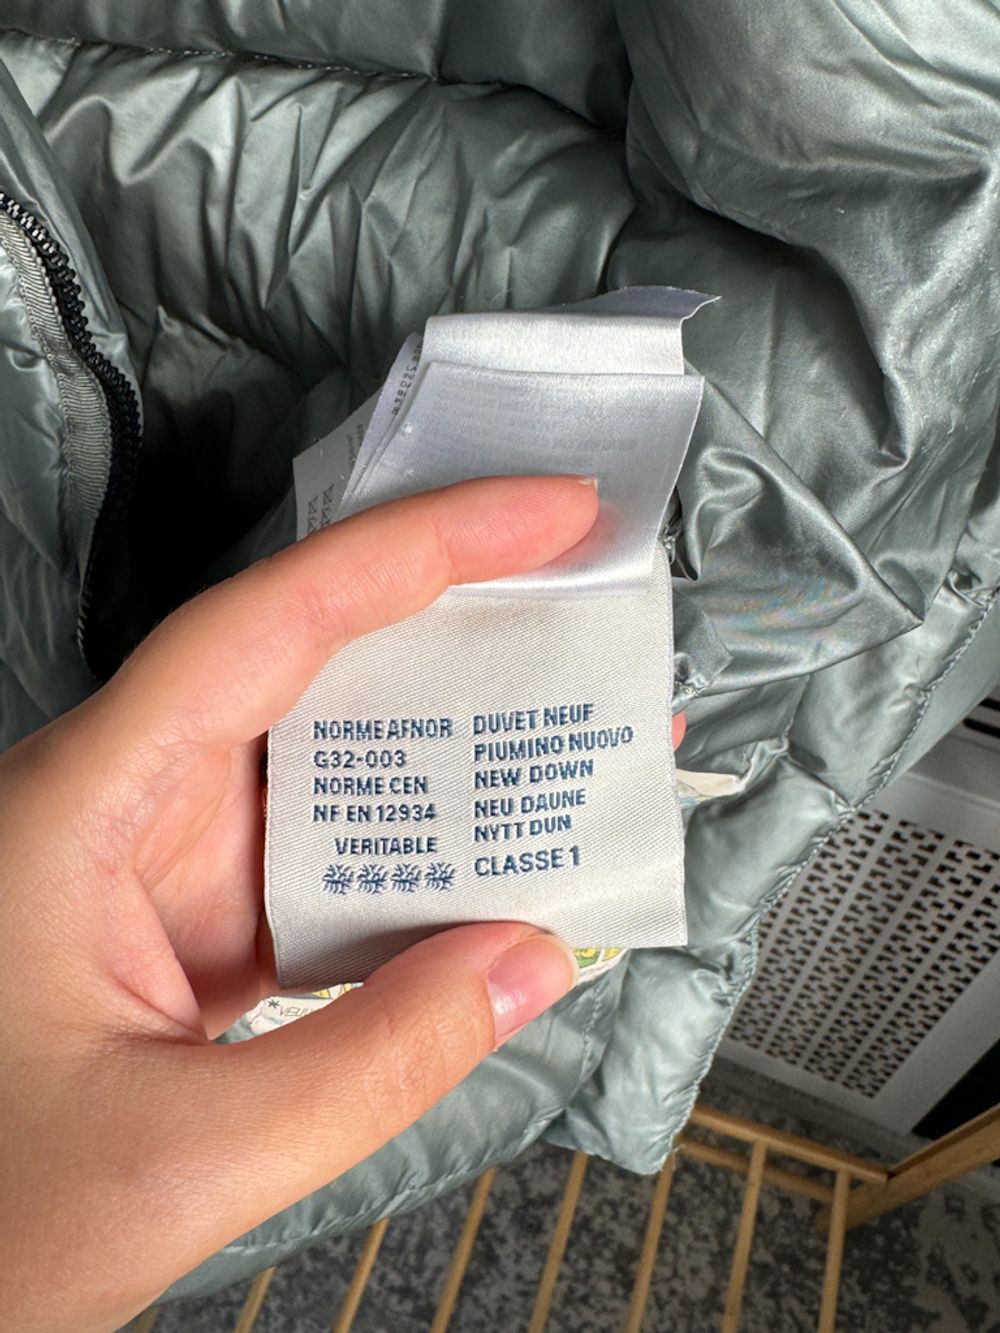 NORME AFNOR
G32-003
NORME CEN
NF EN 12934
VERITABLE
DUVET NEUF
PIUMINO NUOVO
NEW DOWN
NEU DAUNE
NYTT DUN
CLASSE 1